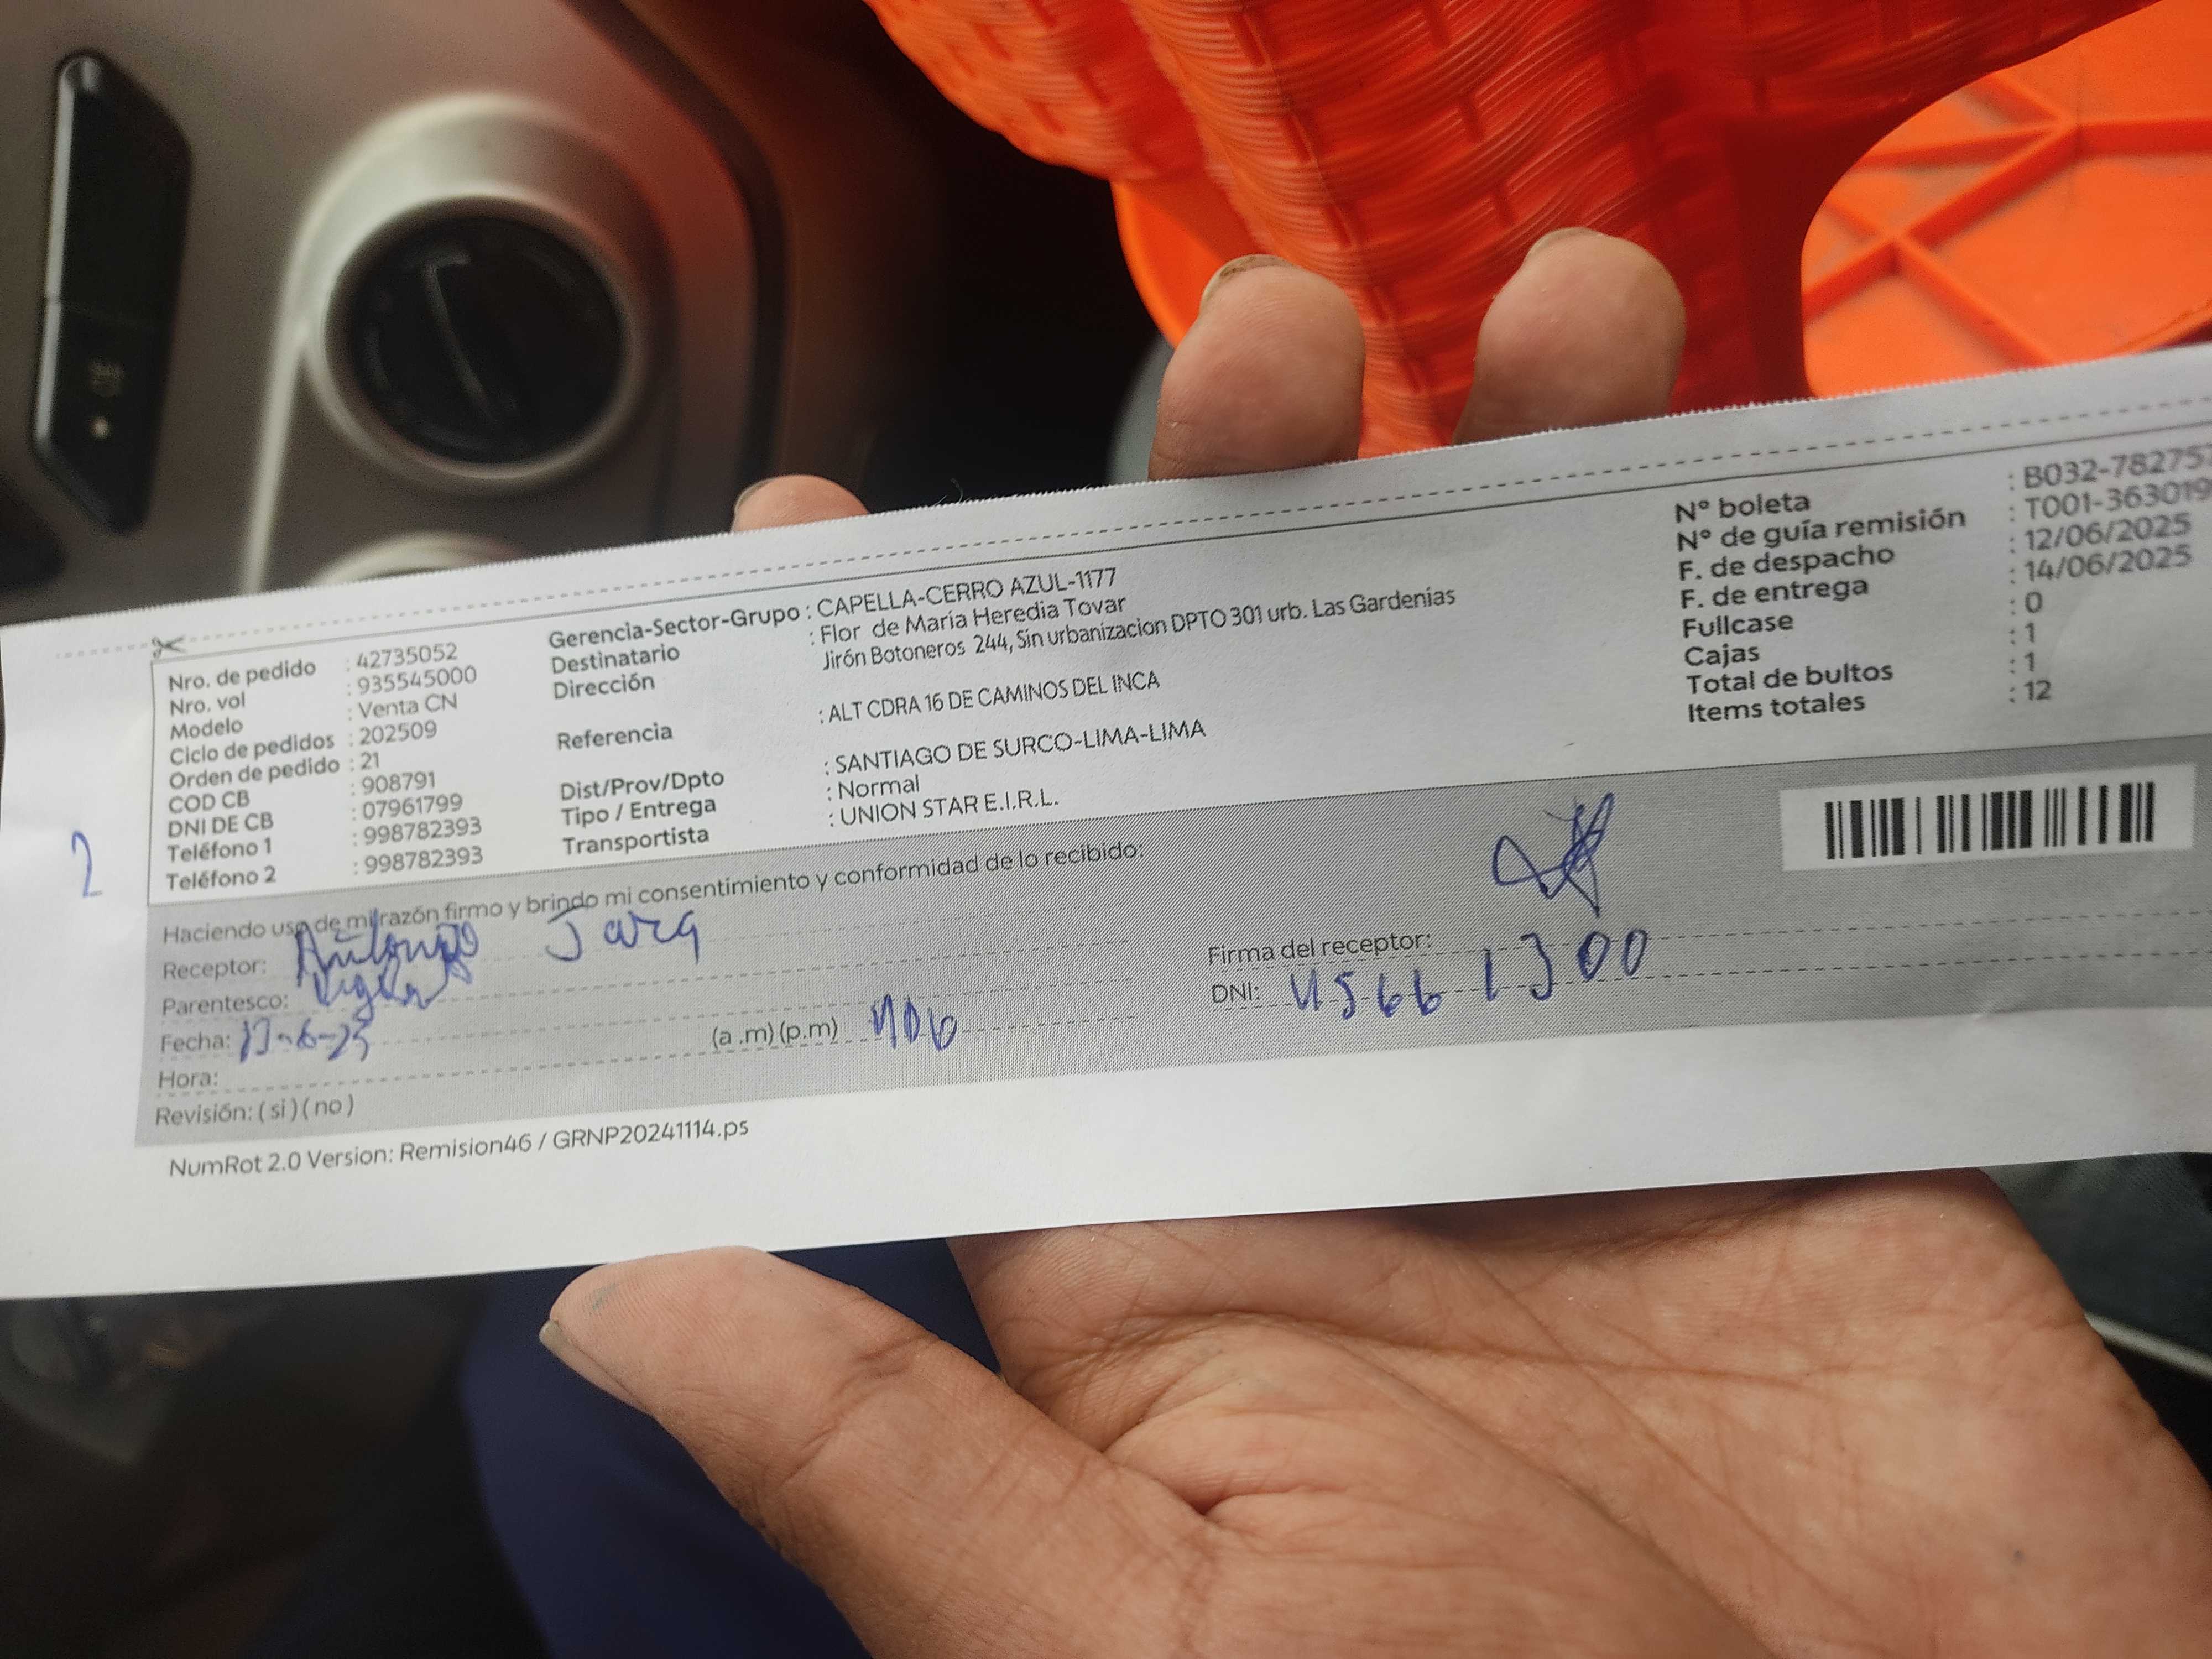 Nro. de pedido : 42735052
Nro. vol : 935545000
Modelo : Venta CN
Ciclo de pedidos : 202509
Orden de pedido : 21
COD CB : 908791
DNI DE CB : 07961799
Teléfono 1 : 998782393
Teléfono 2 : 998782393
Gerencia-Sector-Grupo : CAPELLA-CERRO AZUL-1177
Destinatario : Flor de María Heredia Tovar
Dirección Jirón Botoneros 244, Sin urbanizacion DPTO 301 urb. Las Gardenias
Referencia : ALT CDRA 16 DE CAMINOS DEL INCA
Dist/Prov/Dpto : SANTIAGO DE SURCO-LIMA-LIMA
Tipo / Entrega : Normal
Transportista : UNION STAR E.I.R.L.
Nº boleta : B032-782757
Nº de guía remisión : T001-363019
F. de despacho : 12/06/2025
F. de entrega : 14/06/2025
Fullcase : 0
Cajas : 1
Total de bultos : 1
Items totales : 12
2
Haciendo uso de mi razón firmo y brindo mi consentimiento y conformidad de lo recibido:
Receptor: Antonio Jara
Parentesco:
Fecha:
Hora: (a .m) (p.m)
Revisión: ( si ) ( no )
Firma del receptor:
DNI: 45661300
NumRot 2.0 Version: Remision46 / GRNP20241114.ps